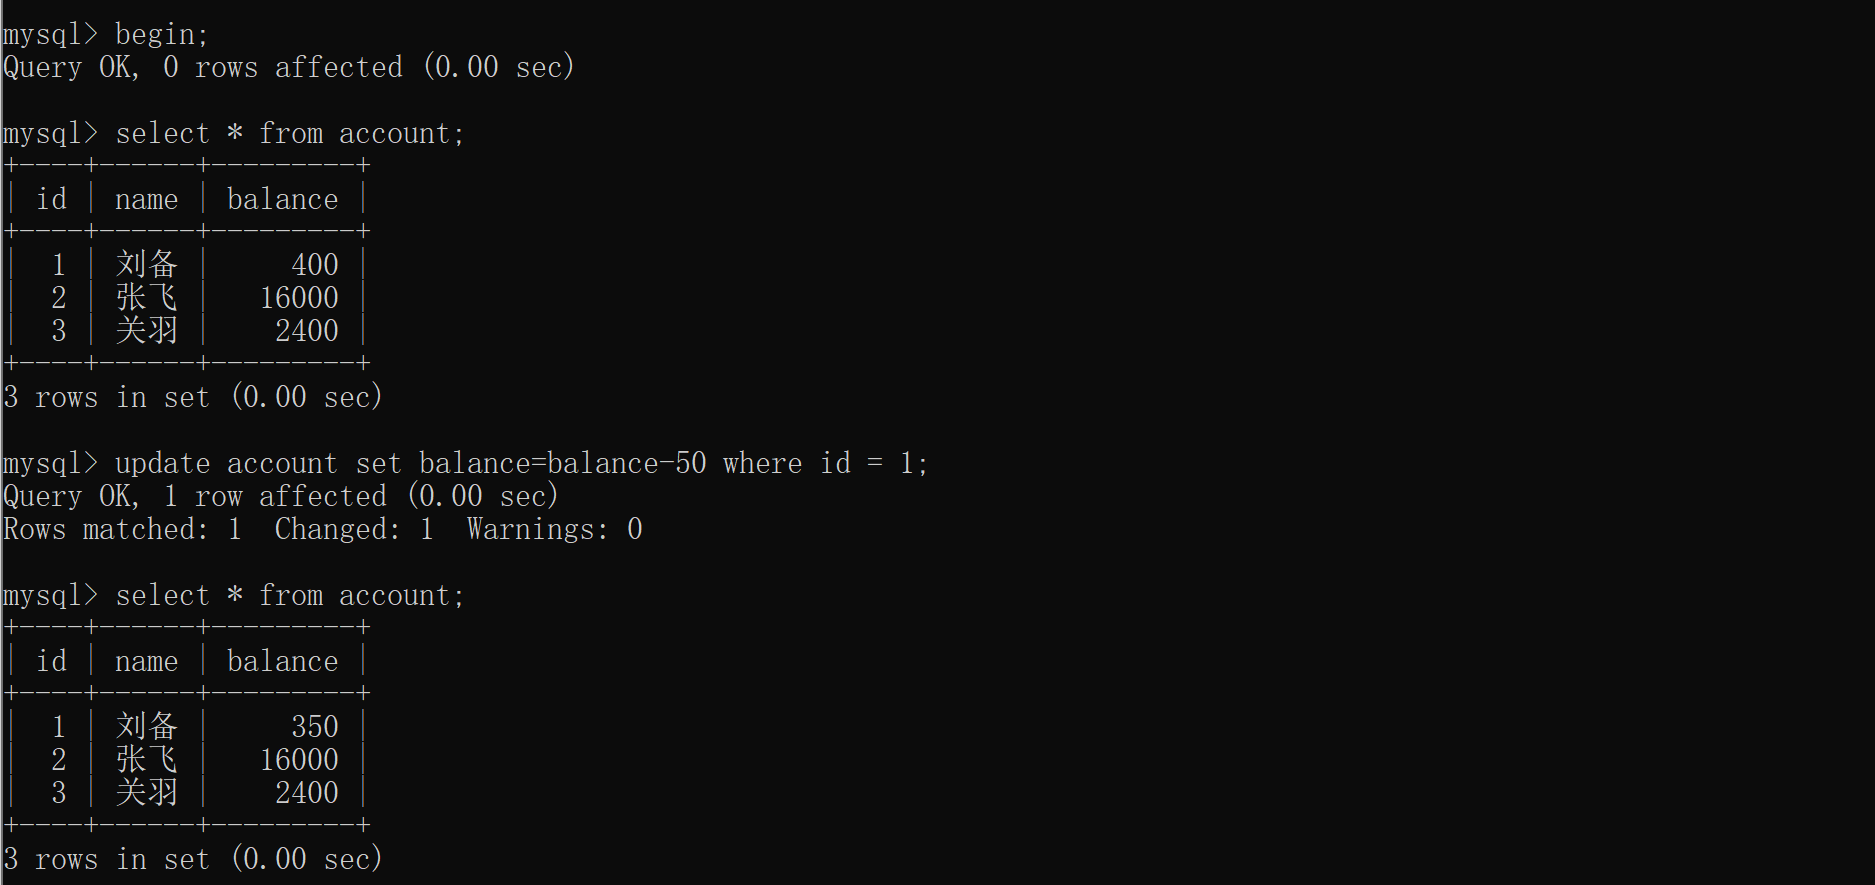 mysql> begin;
Query OK, 0 rows affected (0.00 sec)
mysql> select * from account;
+----+------+---------+
| id | name | balance |
+----+------+---------+
|  1 | 刘备 |     400 |
|  2 | 张飞 |   16000 |
|  3 | 关羽 |    2400 |
+----+------+---------+
3 rows in set (0.00 sec)
mysql> update account set balance=balance-50 where id = 1;
Query OK, 1 row affected (0.00 sec)
Rows matched: 1  Changed: 1  Warnings: 0
mysql> select * from account;
+----+------+---------+
| id | name | balance |
+----+------+---------+
|  1 | 刘备 |     350 |
|  2 | 张飞 |   16000 |
|  3 | 关羽 |    2400 |
+----+------+---------+
3 rows in set (0.00 sec)